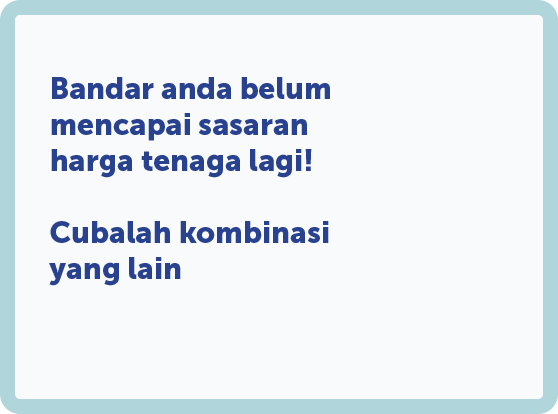 Bandar anda belum
mencapai sasaran
harga tenaga lagi!
Cubalah kombinasi
yang lain